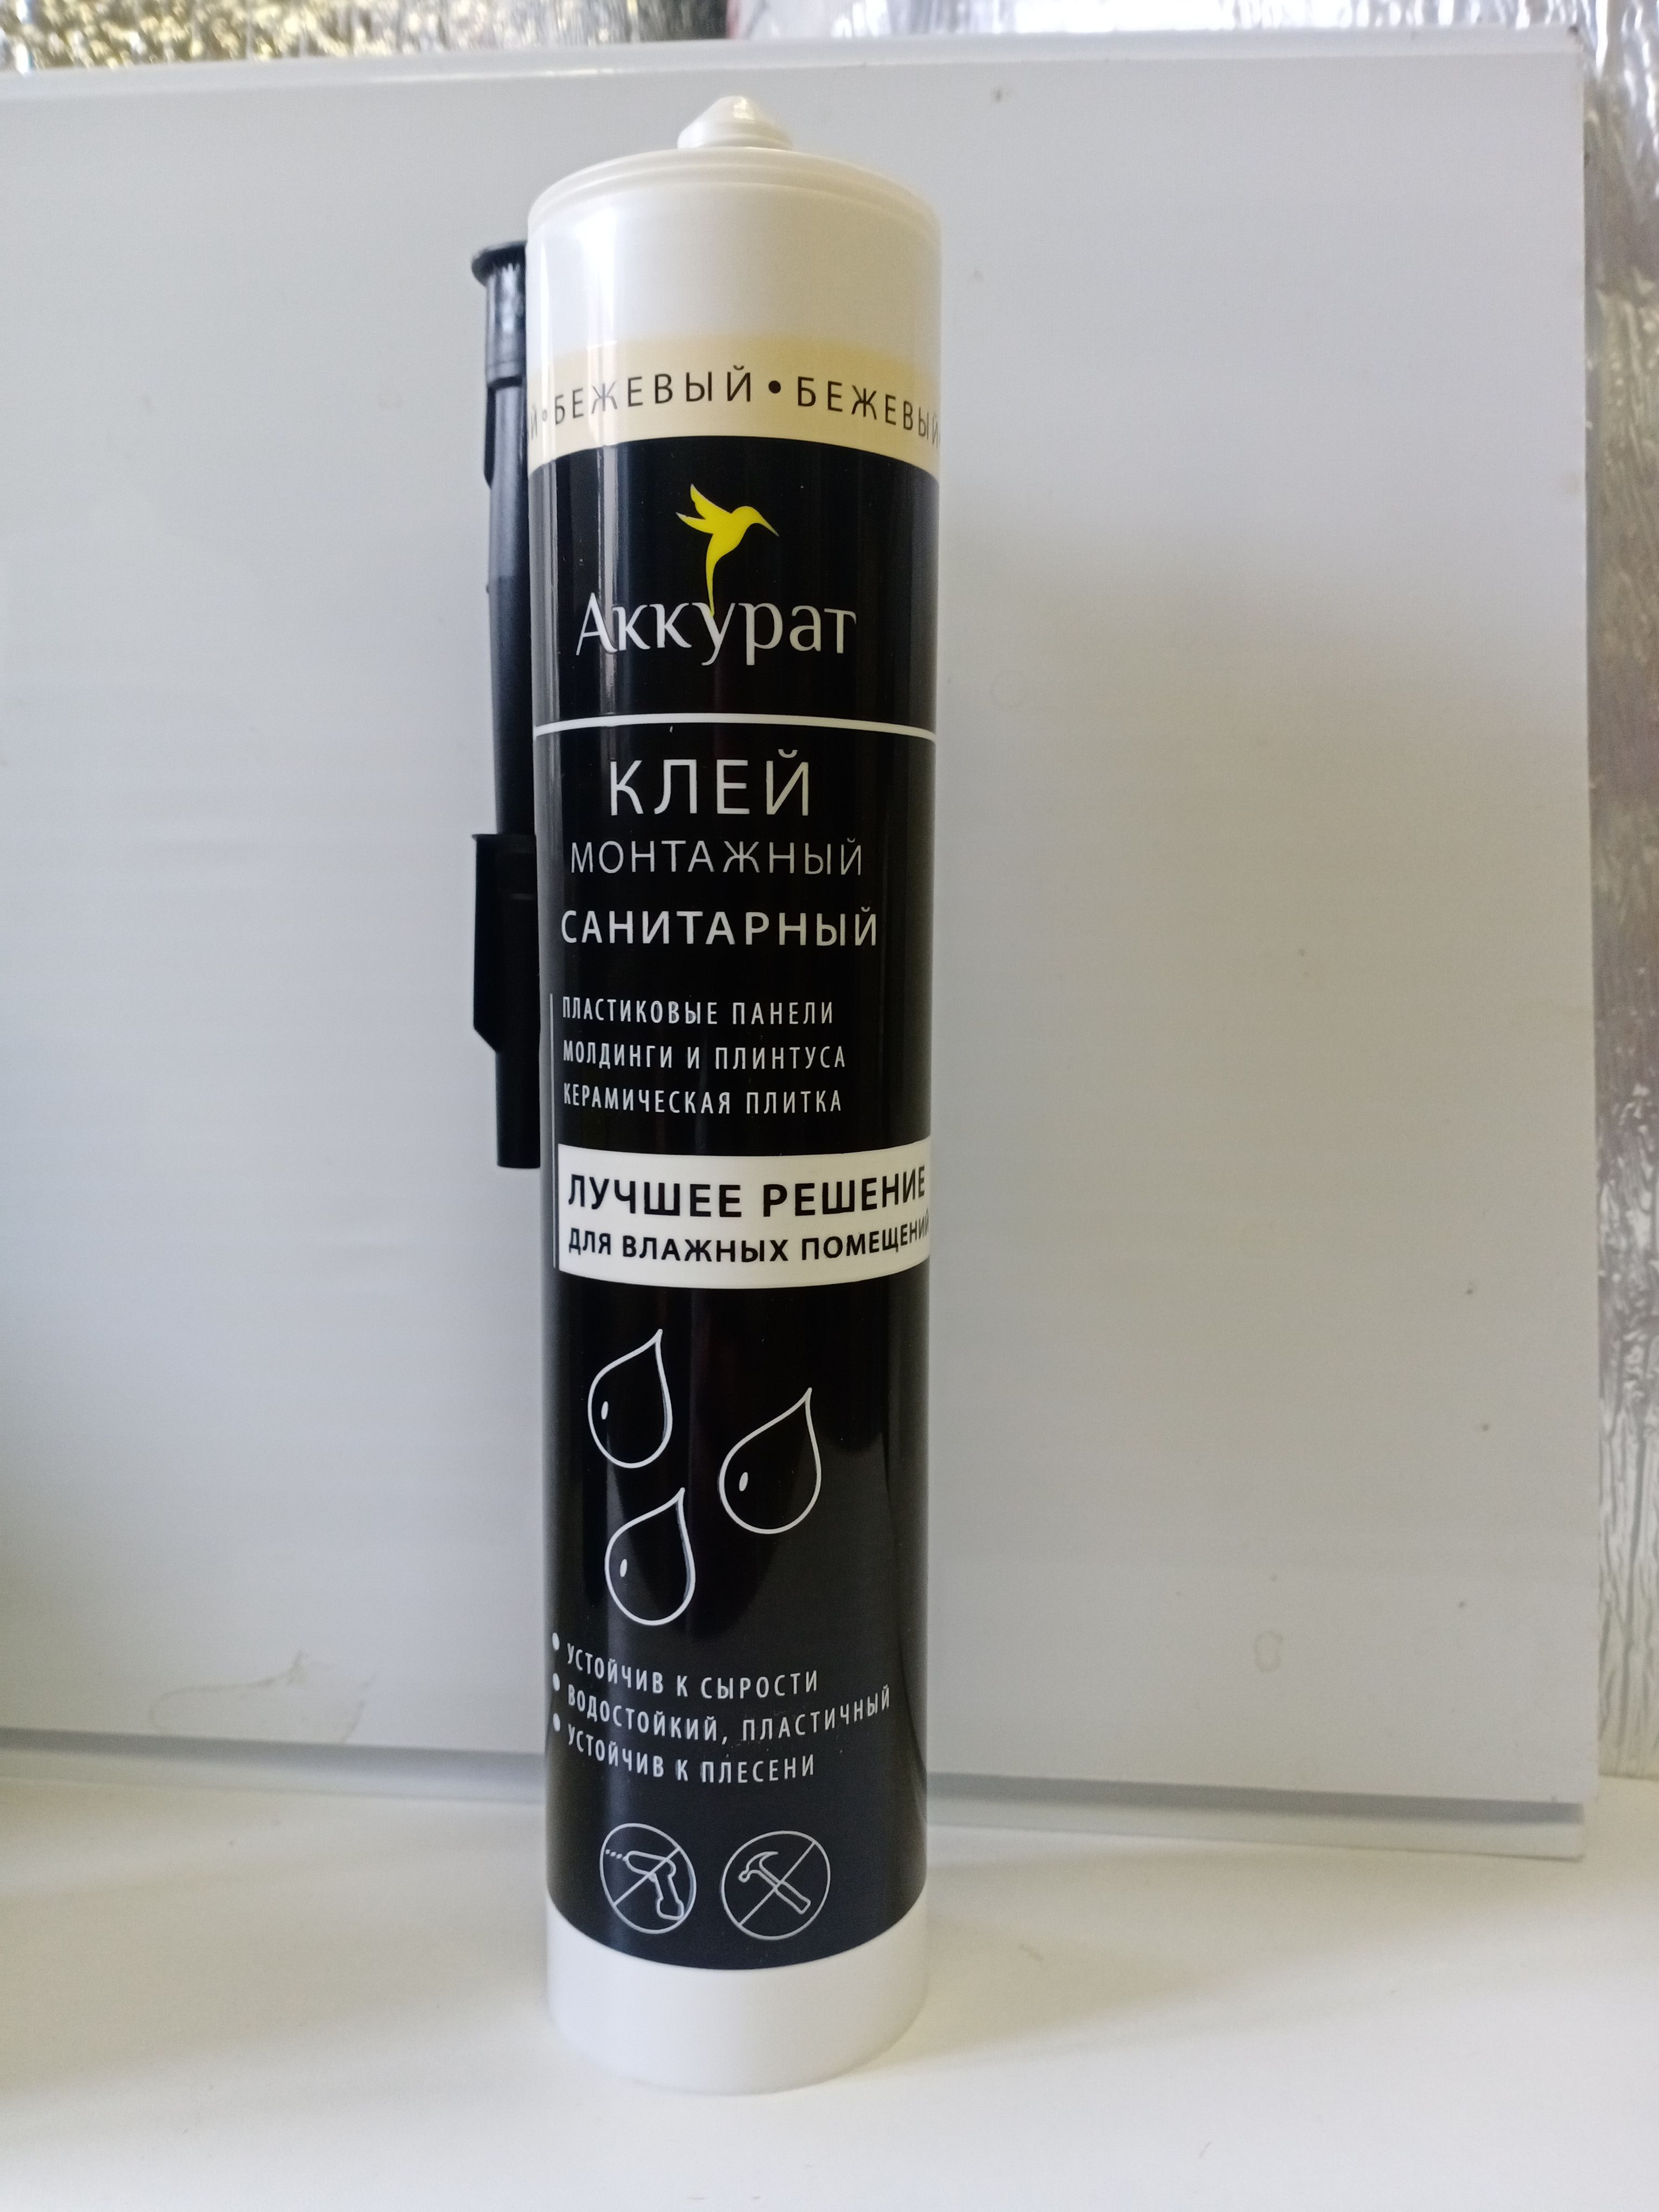 Й • БЕЖЕВЫЙ • БЕЖЕВЫЙ
Аккурат
КЛЕЙ
МОНТАЖНЫЙ
САНИТАРНЫЙ
ПЛАСТИКОВЫЕ ПАНЕЛИ
МОЛДИНГИ И ПЛИНТУСА
КЕРАМИЧЕСКАЯ ПЛИТКА
ЛУЧШЕЕ РЕШЕНИЕ
ДЛЯ ВЛАЖНЫХ ПОМЕЩЕНИЙ
• УСТОЙЧИВ К СЫРОСТИ
• ВОДОСТОЙКИЙ, ПЛАСТИЧНЫЙ
• УСТОЙЧИВ К ПЛЕСЕНИ